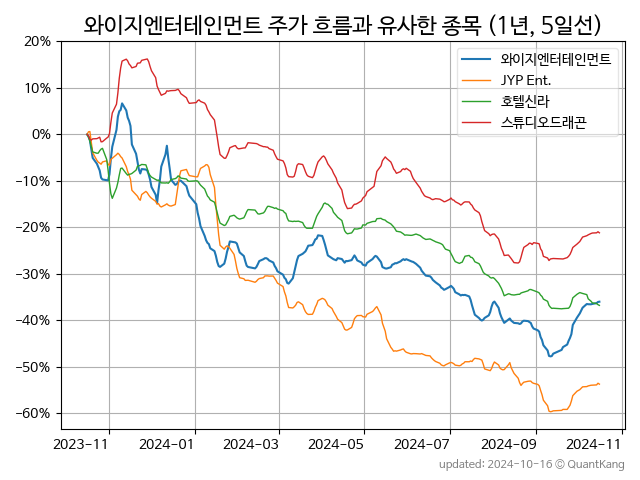 와이지엔터테인먼트 주가 흐름과 유사한 종목 (1년, 5일선)
20%
10%
0%
−10%
−20%
−30%
−40%
−50%
−60%
와이지엔터테인먼트
JYP Ent.
호텔신라
스튜디오드래곤
2023−11
2024−01
2024−03
2024−05
2024−07
2024−09
2024−11
updated: 2024-10-16 © QuantKang